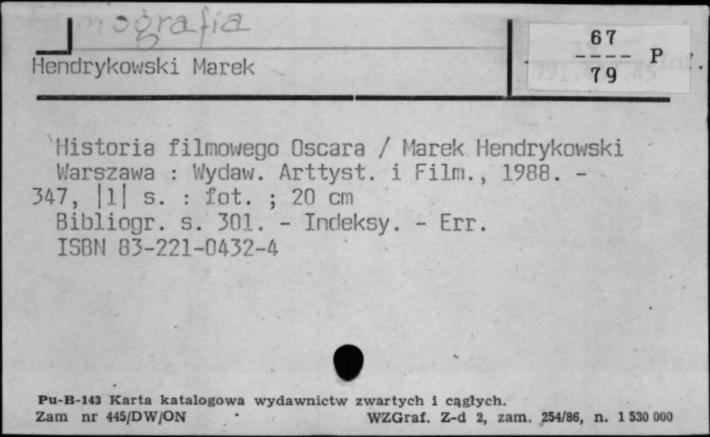 mografia
67
79 P
Hendrykowski Marek
Historia filmowego Oscara / Marek Hendrykowski
Warszawa : Wydaw. Arttyst. i Film., 1988. -
347, |1| s. : fot. ; 20 cm
Bibliogr. s. 301. - Indeksy. - Err.
ISBN 83-221-0432-4
Pu-B-143 Karta katalogowa wydawnictw zwartych i cągłych.
Zam nr 445/DW/ON WZGraf. Z-d 2, zam. 254/86, n. 1 530 000